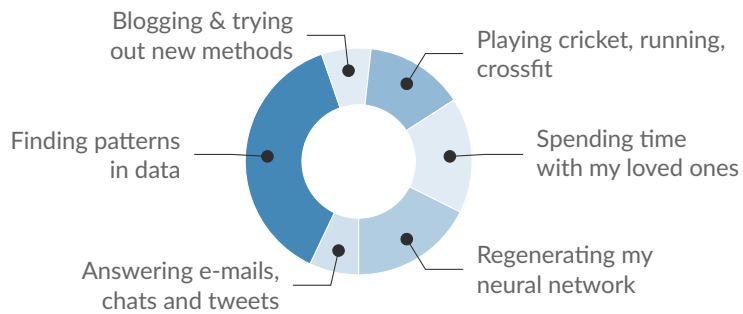 Blogging & trying
out new methods
Playing cricket, running,
crossfit
Finding patterns
in data
Spending time
with my loved ones
Answering e-mails,
chats and tweets
Regenerating my
neural network